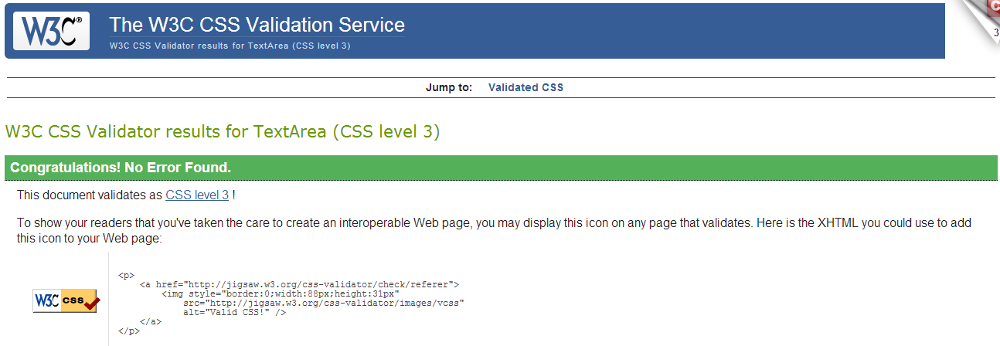 W3C®
The W3C CSS Validation Service
W3C CSS Validator results for TextArea (CSS level 3)
C
3
Jump to: Validated CSS
W3C CSS Validator results for TextArea (CSS level 3)
Congratulations! No Error Found.
This document validates as CSS level 3 !
To show your readers that you've taken the care to create an interoperable Web page, you may display this icon on any page that validates. Here is the XHTML you could use to add
this icon to your Web page:
W3C css
<p>
    <a href="http://jigsaw.w3.org/css-validator/check/referer">
        <img style="border:0;width:88px;height:31px"
            src="http://jigsaw.w3.org/css-validator/images/vcss"
            alt="Valid CSS!" />
    </a>
</p>